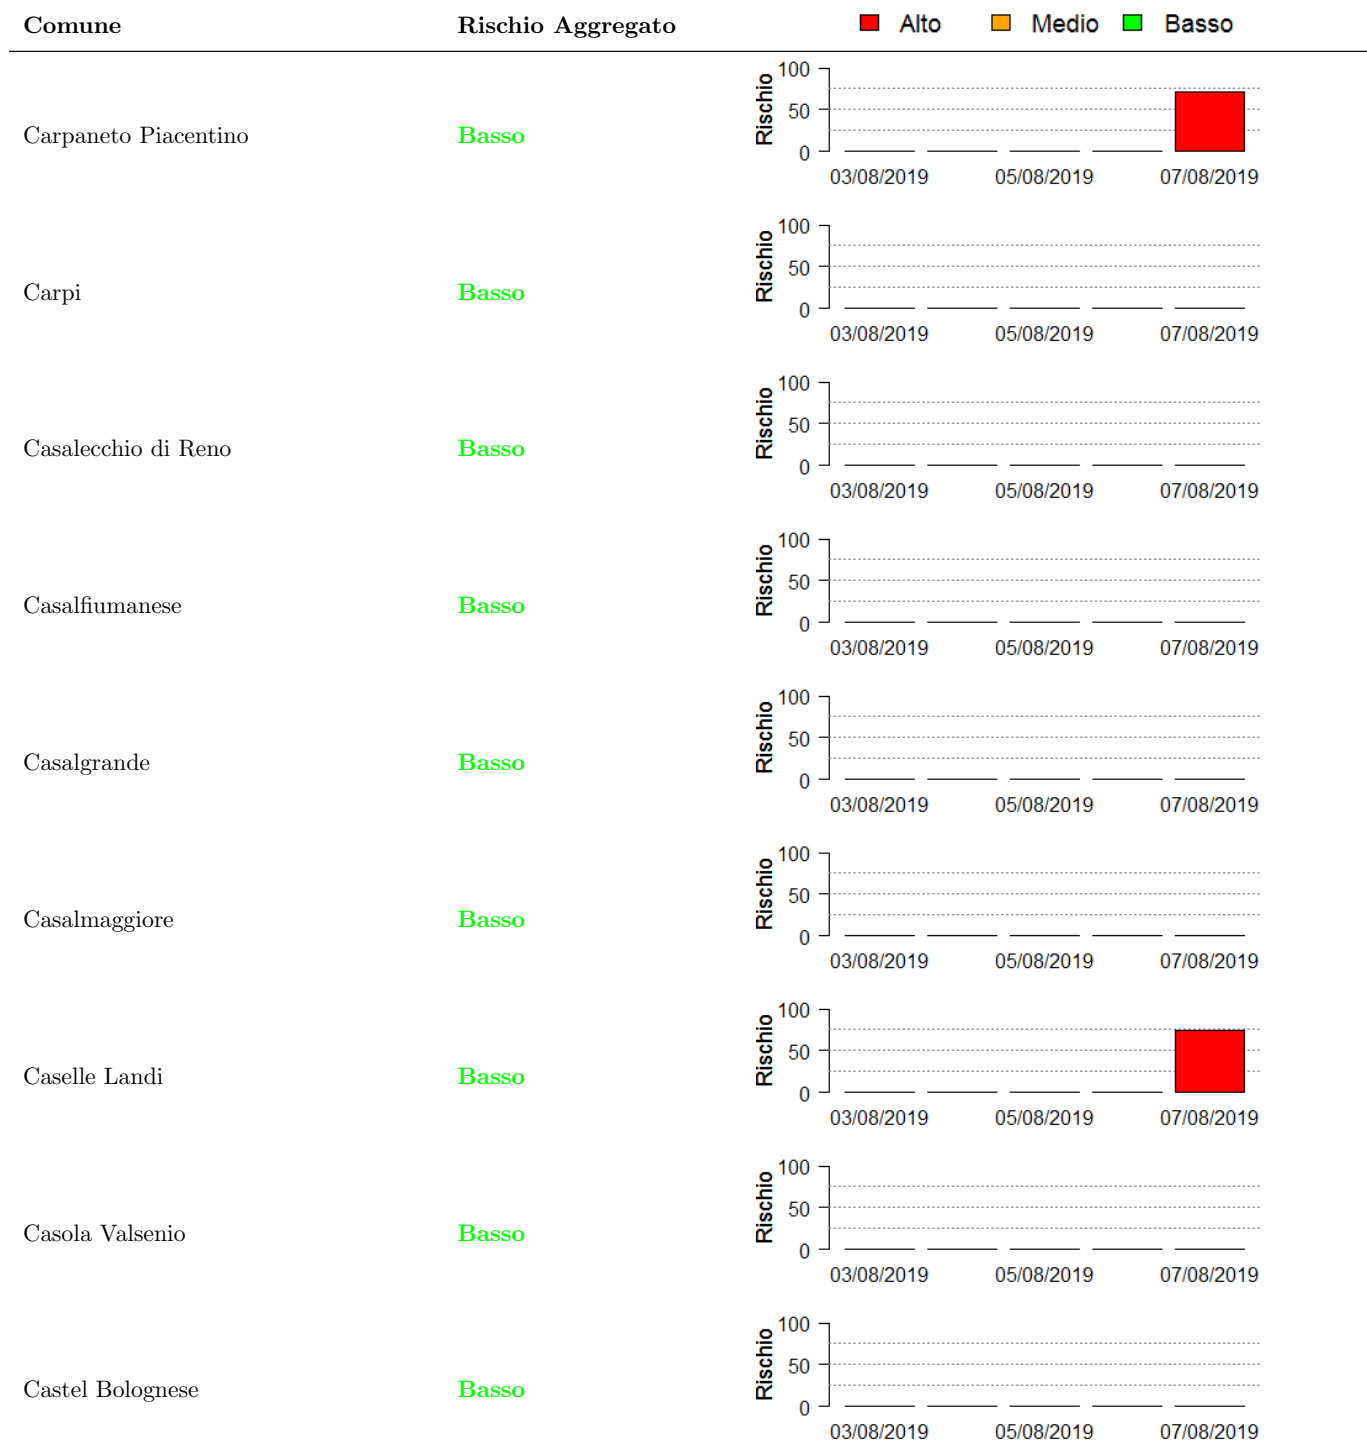 Comune Rischio Aggregato Alto Medio Basso
100
50
0
Rischio
Carpaneto Piacentino Basso
03/08/2019 05/08/2019 07/08/2019
100
50
0
Rischio
Carpi Basso
03/08/2019 05/08/2019 07/08/2019
100
50
0
Rischio
Casalecchio di Reno Basso
03/08/2019 05/08/2019 07/08/2019
100
50
0
Rischio
Casalfiumanese Basso
03/08/2019 05/08/2019 07/08/2019
100
50
0
Rischio
Casalgrande Basso
03/08/2019 05/08/2019 07/08/2019
100
50
0
Rischio
Casalmaggiore Basso
03/08/2019 05/08/2019 07/08/2019
100
50
0
Rischio
Caselle Landi Basso
03/08/2019 05/08/2019 07/08/2019
100
50
0
Rischio
Casola Valsenio Basso
03/08/2019 05/08/2019 07/08/2019
100
50
0
Rischio
Castel Bolognese Basso
03/08/2019 05/08/2019 07/08/2019